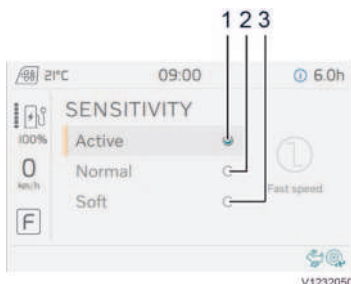 1 2 3
21°C 09:00 6.0h
SENSITIVITY
100%
Active
0
km/h
Normal
Fast speed
Soft
F
V1232050